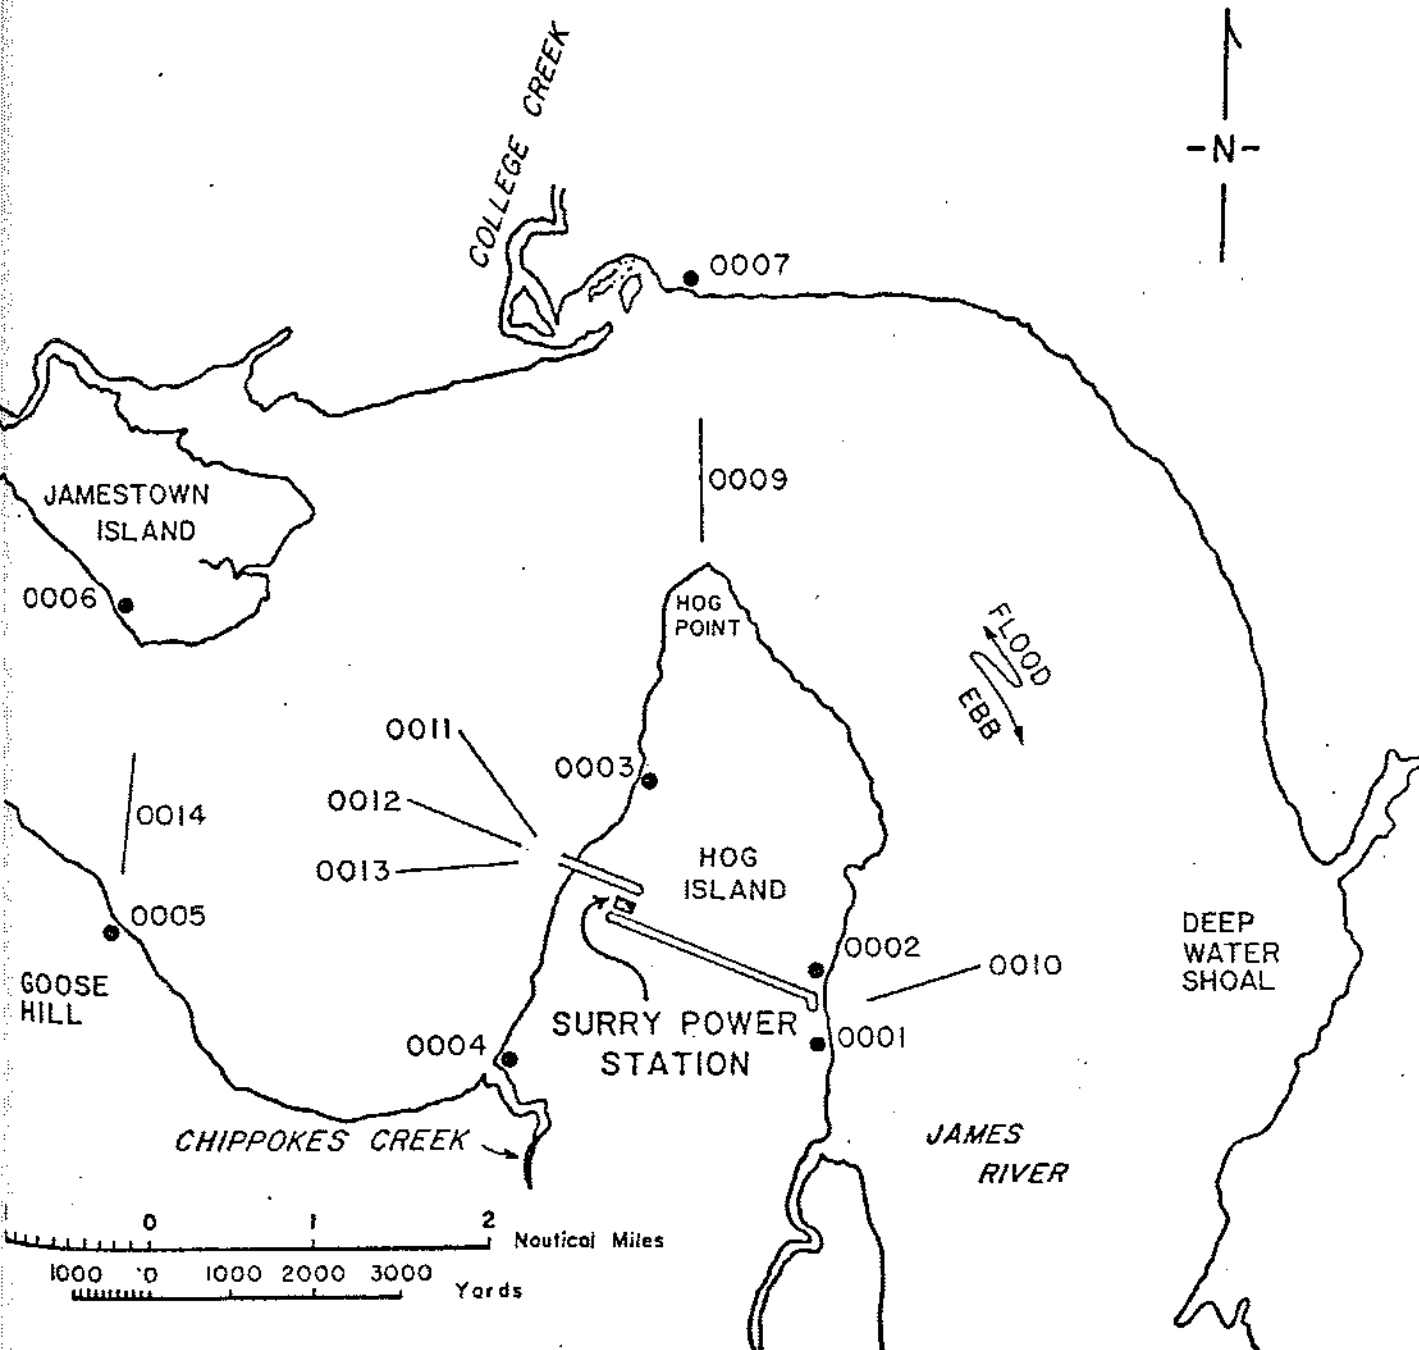 COLLEGE CREEK
-N-
0007
0009
JAMESTOWN
ISLAND
0006
HOG
POINT
FLOOD
EBB
0011
0003
0012
0014
0013
HOG
ISLAND
0005
0002
0010
DEEP
WATER
SHOAL
GOOSE
HILL
SURRY POWER
STATION
0004
0001
CHIPPOKES CREEK
JAMES
RIVER
1 0 1 2 Nautical Miles
1000 0 1000 2000 3000 Yards